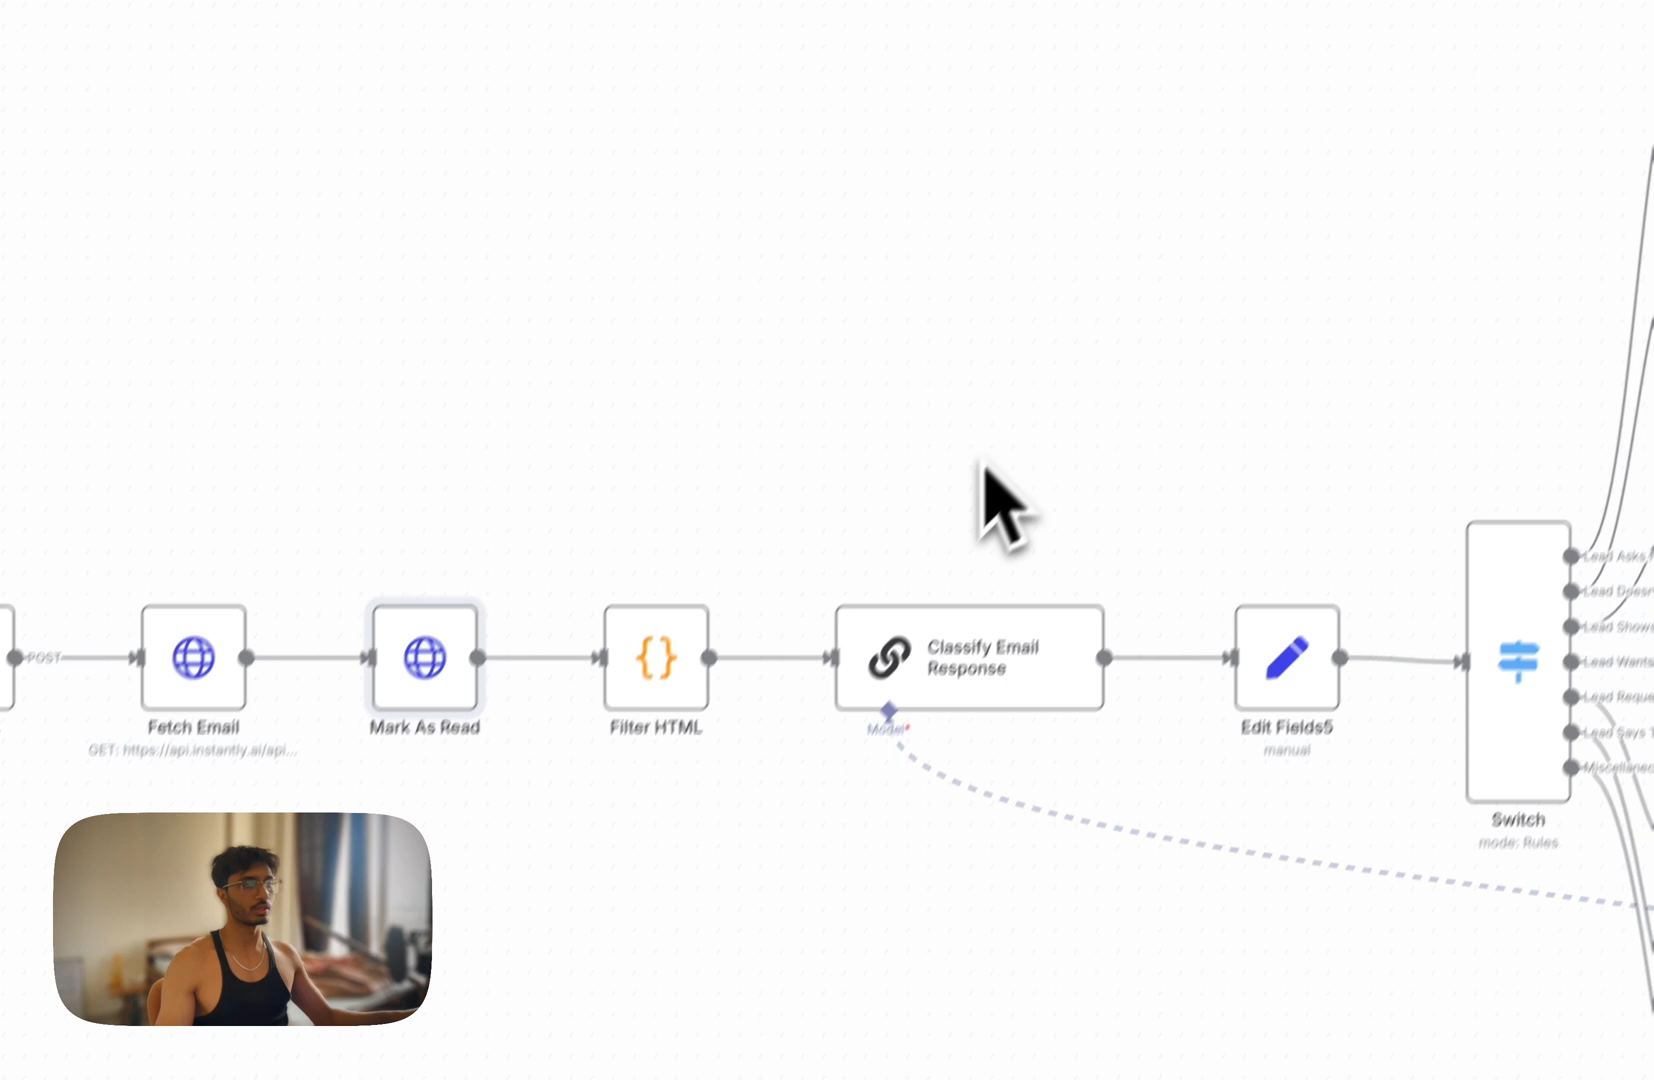 POST
Fetch Email
GET: https://api.instantly.ai/api...
Mark As Read
Filter HTML
Classify Email
Response
Model*
Edit Fields5
manual
Lead Asks
Lead Doesn
Lead Shows
Lead Wants
Lead Reque
Lead Says
Miscellanec
Switch
mode: Rules